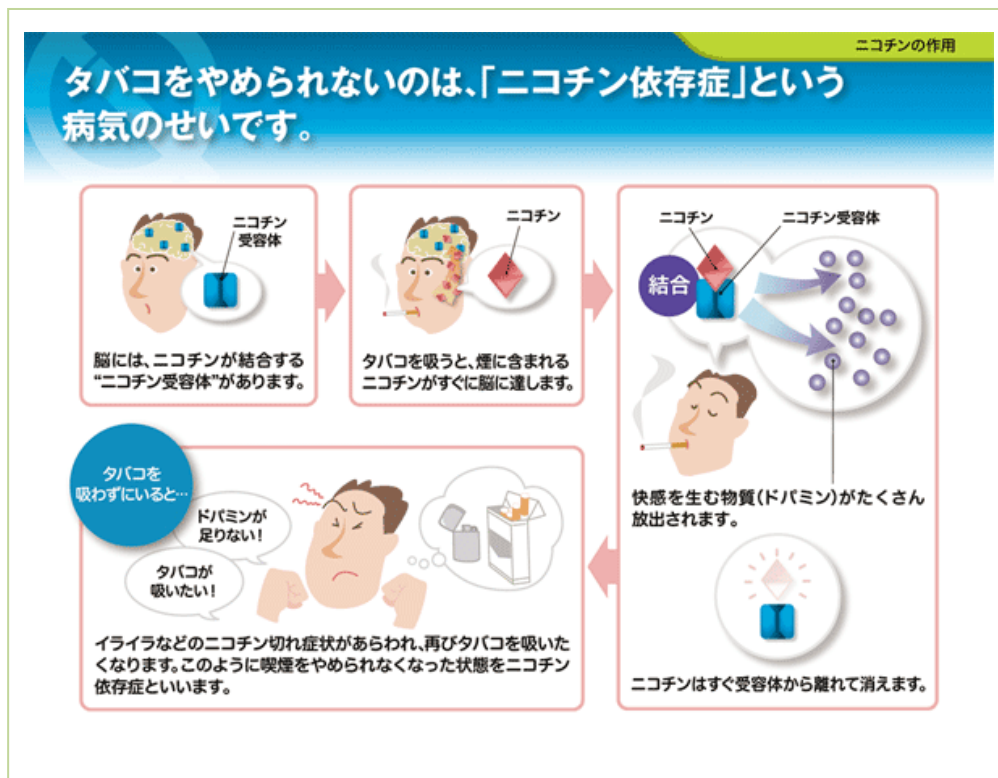 ニコチンの作用
タバコをやめられないのは、「ニコチン依存症」という
病気のせいです。
ニコチン
受容体
脳には、ニコチンが結合する
“ニコチン受容体”があります。
ニコチン
タバコを吸うと、煙に含まれる
ニコチンがすぐに脳に達します。
ニコチン
ニコチン受容体
結合
快感を生む物質(ドパミン)がたくさん
放出されます。
ニコチンはすぐ受容体から離れて消えます。
タバコを
吸わずにいると…
ドパミンが
足りない!
タバコが
吸いたい!
イライラなどのニコチン切れ症状があらわれ、再びタバコを吸いた
くなります。このように喫煙をやめられなくなった状態をニコチン
依存症といいます。